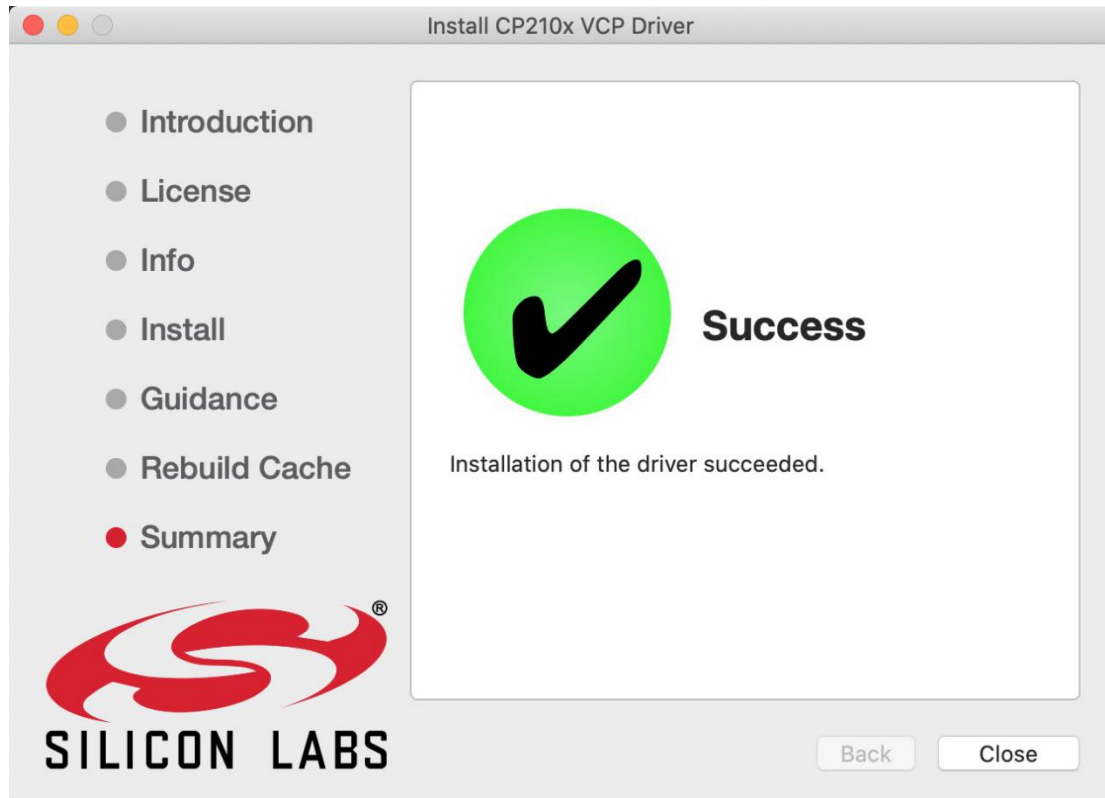 Install CP210x VCP Driver
Introduction
License
Info
Install
Guidance
Rebuild Cache
Summary
Success
Installation of the driver succeeded.
®
SILICON LABS
Back
Close